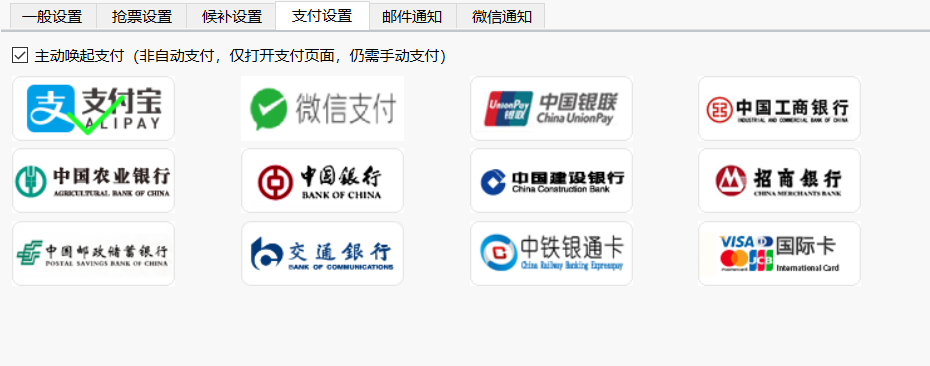 一般设置 抢票设置 候补设置 支付设置 邮件通知 微信通知
主动唤起支付（非自动支付，仅打开支付页面，仍需手动支付）
支 支付宝 ALIPAY
微信支付
UnionPay 银联 中国银联 China UnionPay
中国工商银行 INDUSTRIAL AND COMMERCIAL BANK OF CHINA
中国农业银行 AGRICULTURAL BANK OF CHINA
中国银行 BANK OF CHINA
中国建设银行 China Construction Bank
招商银行 CHINA MERCHANTS BANK
中国邮政储蓄银行 POSTAL SAVINGS BANK OF CHINA
交通银行 BANK OF COMMUNICATIONS
中铁银通卡 China Railway Banking Expresspay
VISA MasterCard JCB 国际卡 International Card